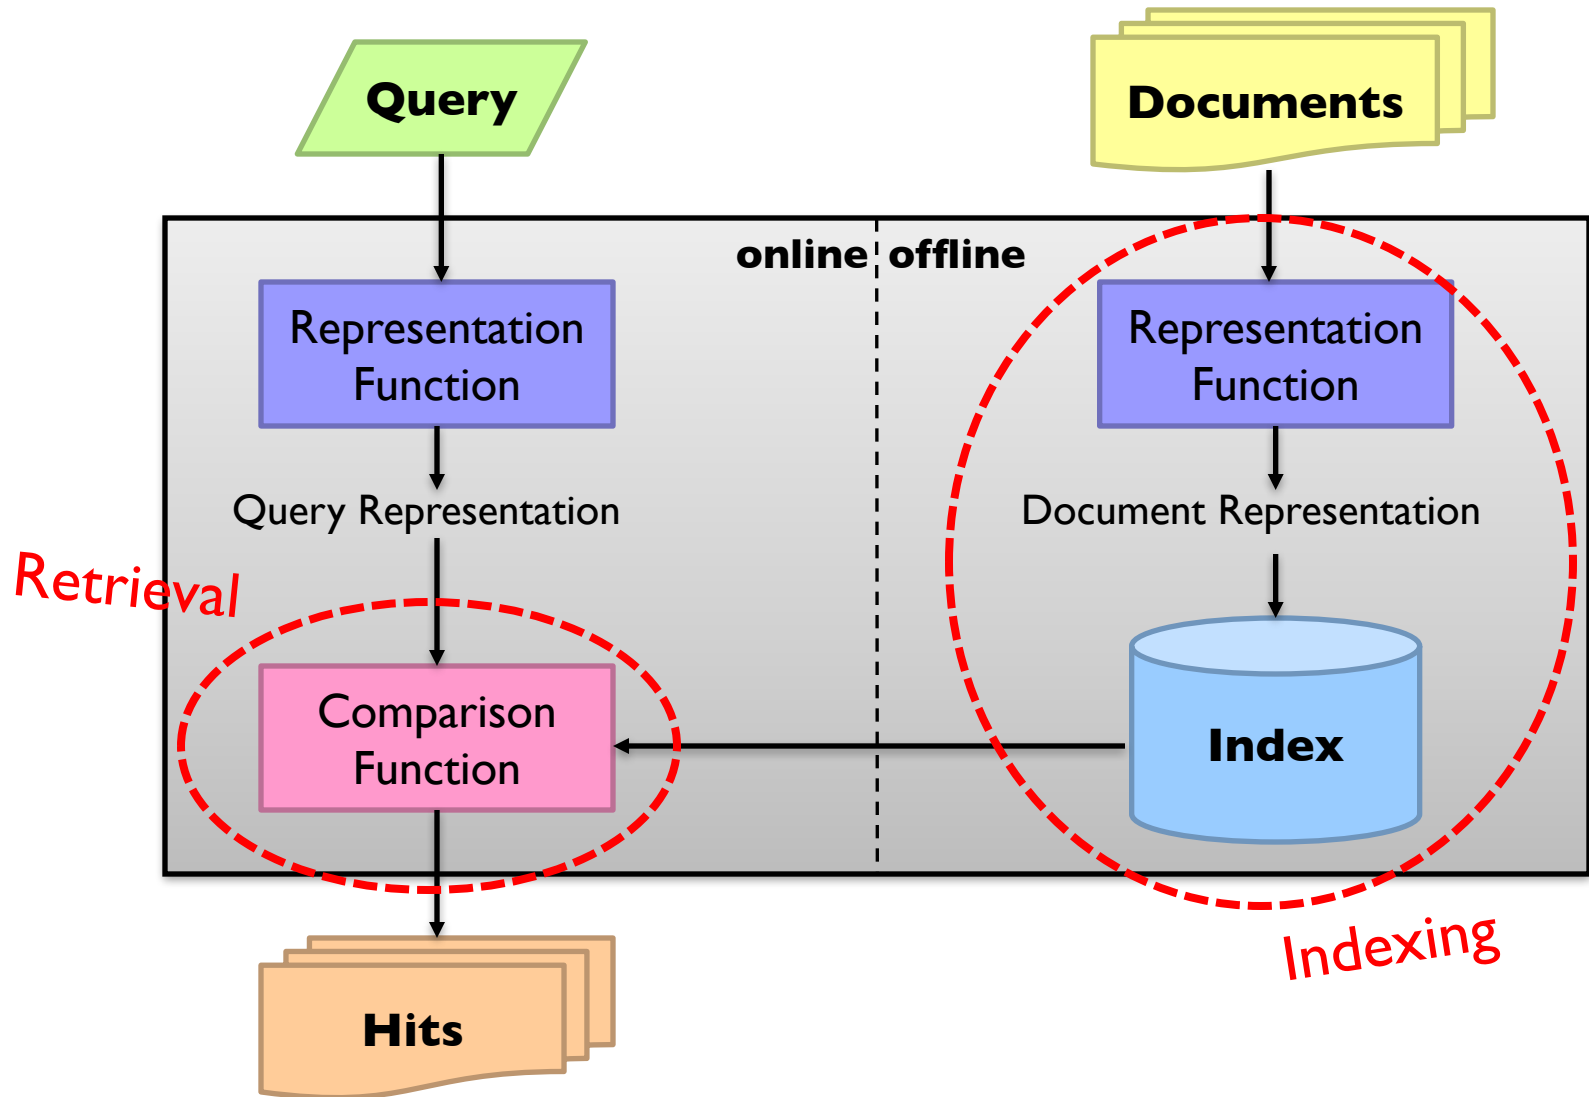 Query
Documents
online
offline
Representation
Function
Representation
Function
Query Representation
Document Representation
Retrieval
Comparison
Function
Index
Indexing
Hits